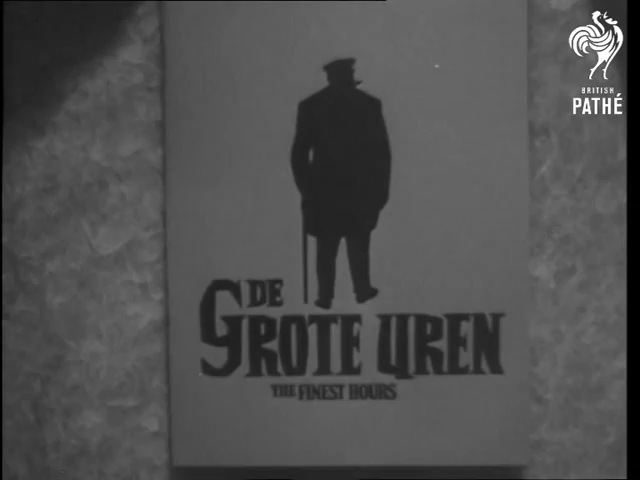 BRITISH
PATHÉ
DE
GROTE UREN
THE FINEST HOURS